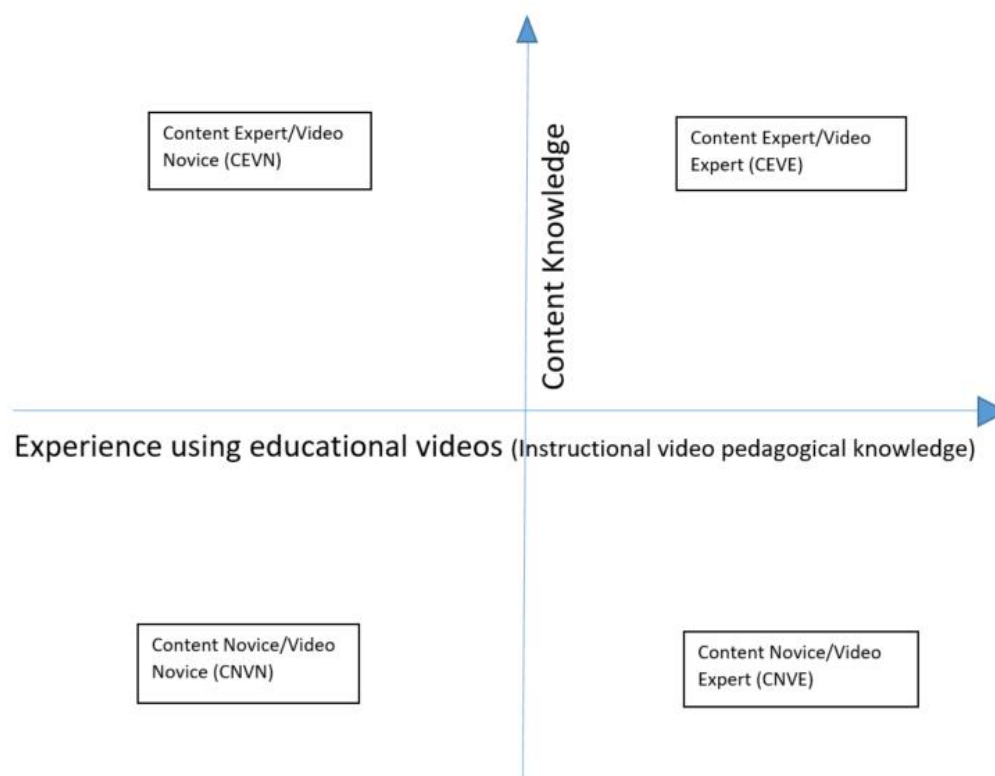 Content Expert/Video
Novice (CEVN)
Content Expert/Video
Expert (CEVE)
Content Knowledge
Experience using educational videos (Instructional video pedagogical knowledge)
Content Novice/Video
Novice (CNVN)
Content Novice/Video
Expert (CNVE)